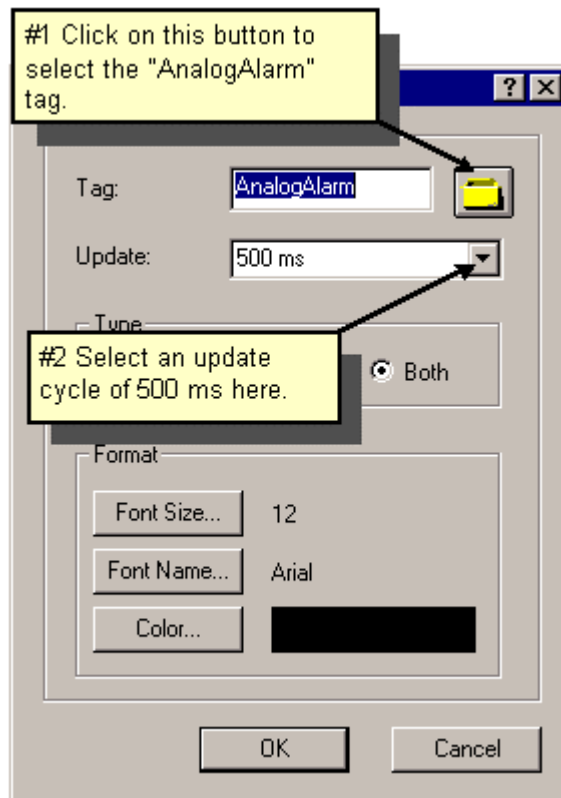 #1 Click on this button to
select the "AnalogAlarm"
tag.
?
Tag:
AnalogAlarm
Update:
500 ms
Type
#2 Select an update
cycle of 500 ms here.
Both
Format
Font Size...
12
Font Name...
Arial
Color...
OK
Cancel